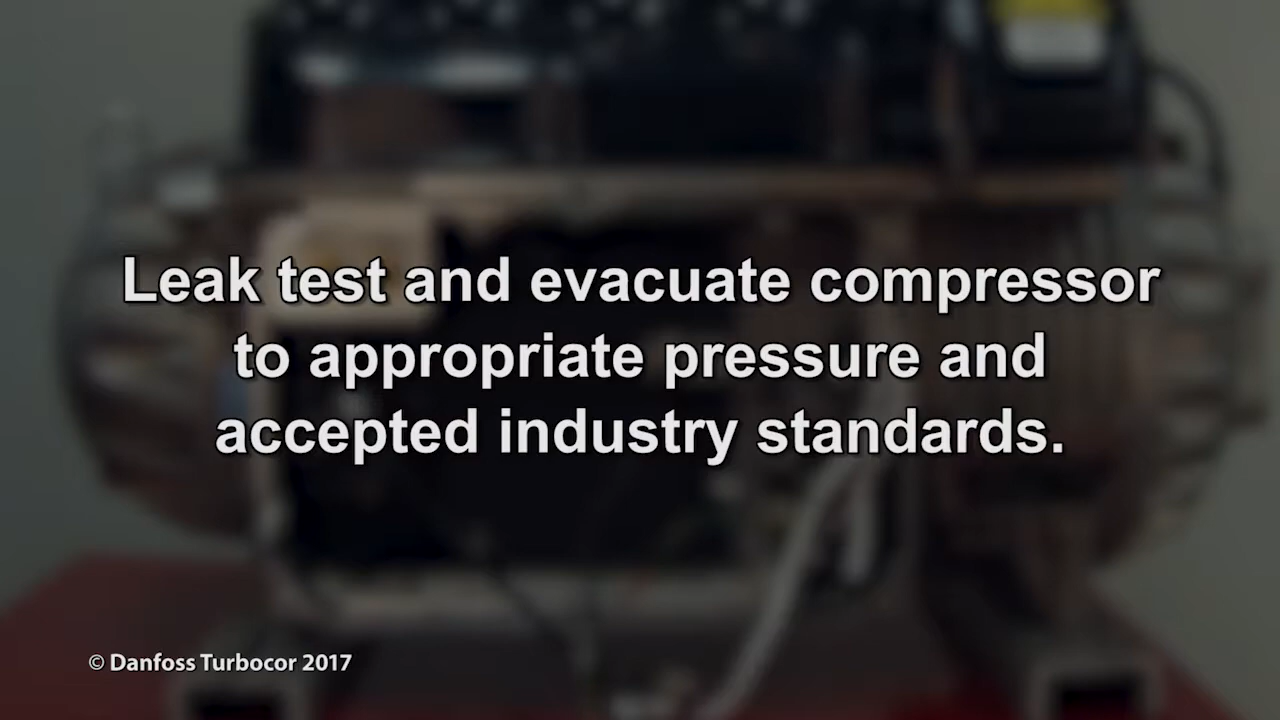 Leak test and evacuate compressor
to appropriate pressure and
accepted industry standards.
© Danfoss Turbocor 2017